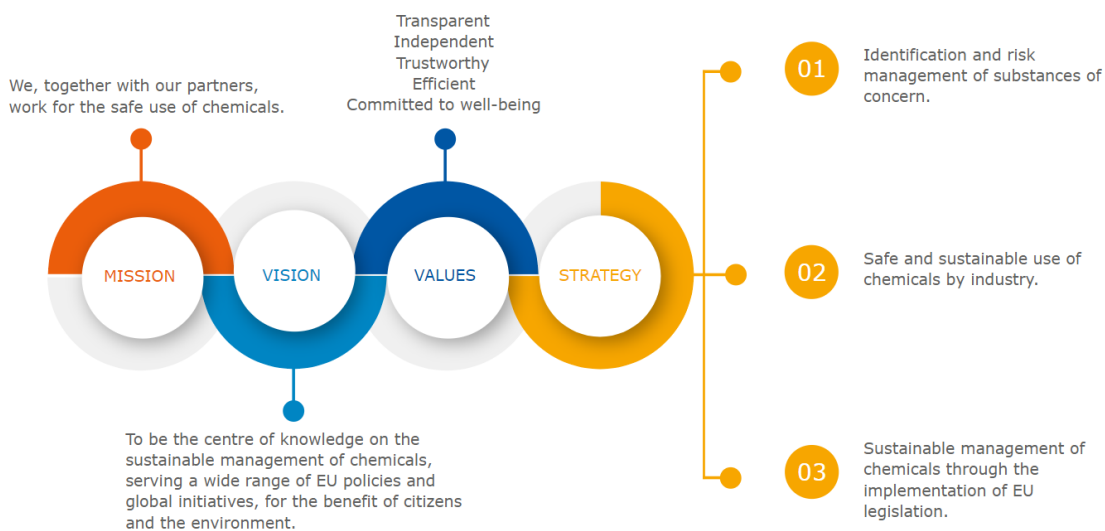 We, together with our partners,
work for the safe use of chemicals.
MISSION
VISION
To be the centre of knowledge on the
sustainable management of chemicals,
serving a wide range of EU policies and
global initiatives, for the benefit of citizens
and the environment.
Transparent
Independent
Trustworthy
Efficient
Committed to well-being
VALUES
STRATEGY
01
Identification and risk
management of substances of
concern.
02
Safe and sustainable use of
chemicals by industry.
03
Sustainable management of
chemicals through the
implementation of EU
legislation.